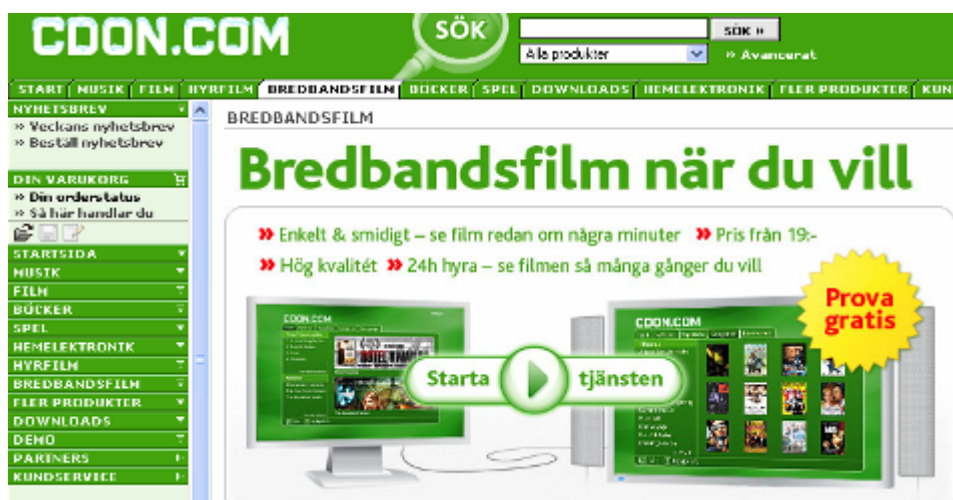 CDON.COM
SÖK
SÖK »
Alla produkter
» Avancerat
START MUSIK FILM HYRFILM BREDBANDSFILM BÖCKER SPEL DOWNLOADS HEMELEKTRONIK FLER PRODUKTER KUN
NYHETSBREV
» Veckans nyhetsbrev
» Beställ nyhetsbrev
DIN VARUKORG
» Din orderstatus
» Så här handlar du
STARTSIDA
MUSIK
FILM
BÖCKER
SPEL
HEMELEKTRONIK
HYRFILM
BREDBANDSFILM
FLER PRODUKTER
DOWNLOADS
DEMO
PARTNERS
KUNDSERVICE
BREDBANDSFILM
Bredbandsfilm när du vill
» Enkelt & smidigt – se film redan om några minuter » Pris från 19:-
» Hög kvalitét » 24h hyra – se filmen så många gånger du vill
Prova
gratis
CDON.COM
CDON.COM
Starta tjänsten